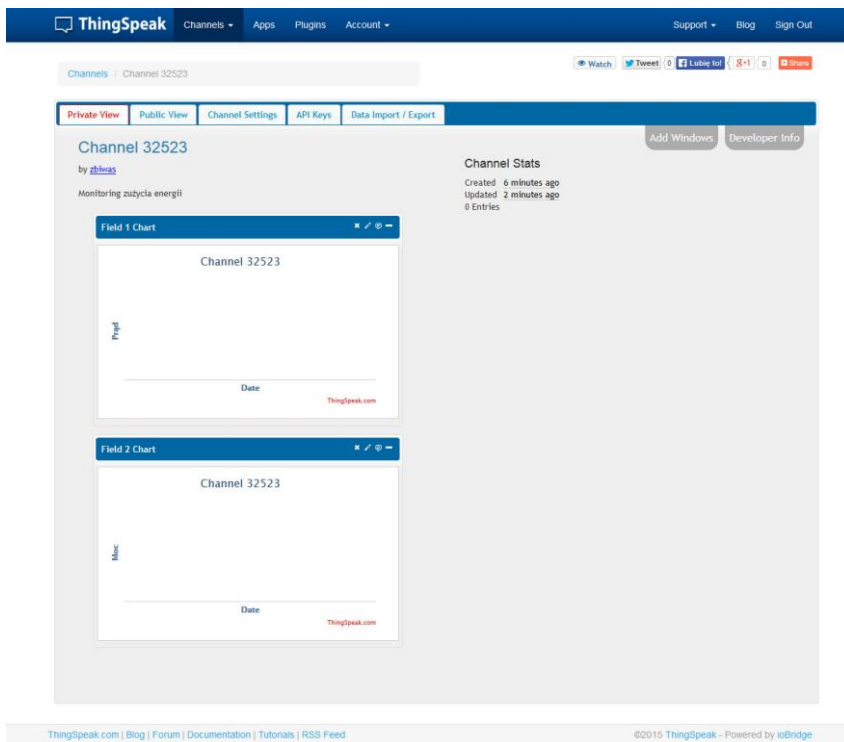 ThingSpeak Channels Apps Plugins Account Support Blog Sign Out
Channels / Channel 32523
Watch Tweet 0 Lubię to! g+1 0 Share
Private View Public View Channel Settings API Keys Data Import / Export
Add Windows Developer Info
Channel 32523
by zbiwas
Monitoring zużycia energii
Channel Stats
Created 6 minutes ago
Updated 2 minutes ago
0 Entries
Field 1 Chart
Channel 32523
Prąd
Date
ThingSpeak.com
Field 2 Chart
Channel 32523
Moc
Date
ThingSpeak.com
ThingSpeak.com | Blog | Forum | Documentation | Tutorials | RSS Feed
©2015 ThingSpeak - Powered by ioBridge